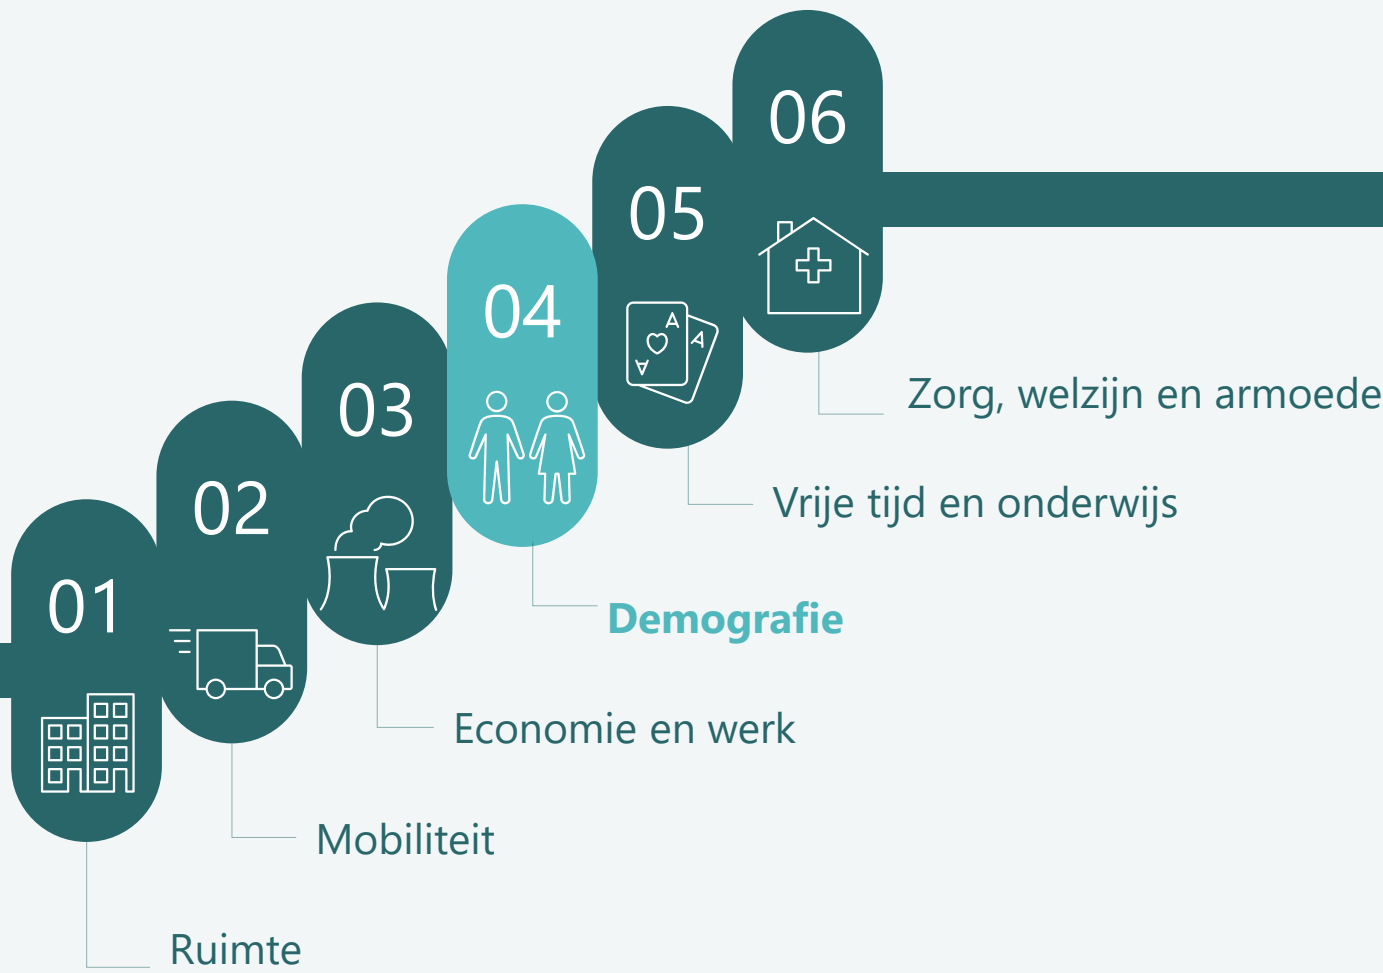 06
05
04
03
02
01
A
A
A
Zorg, welzijn en armoede
Vrije tijd en onderwijs
Demografie
Economie en werk
Mobiliteit
Ruimte